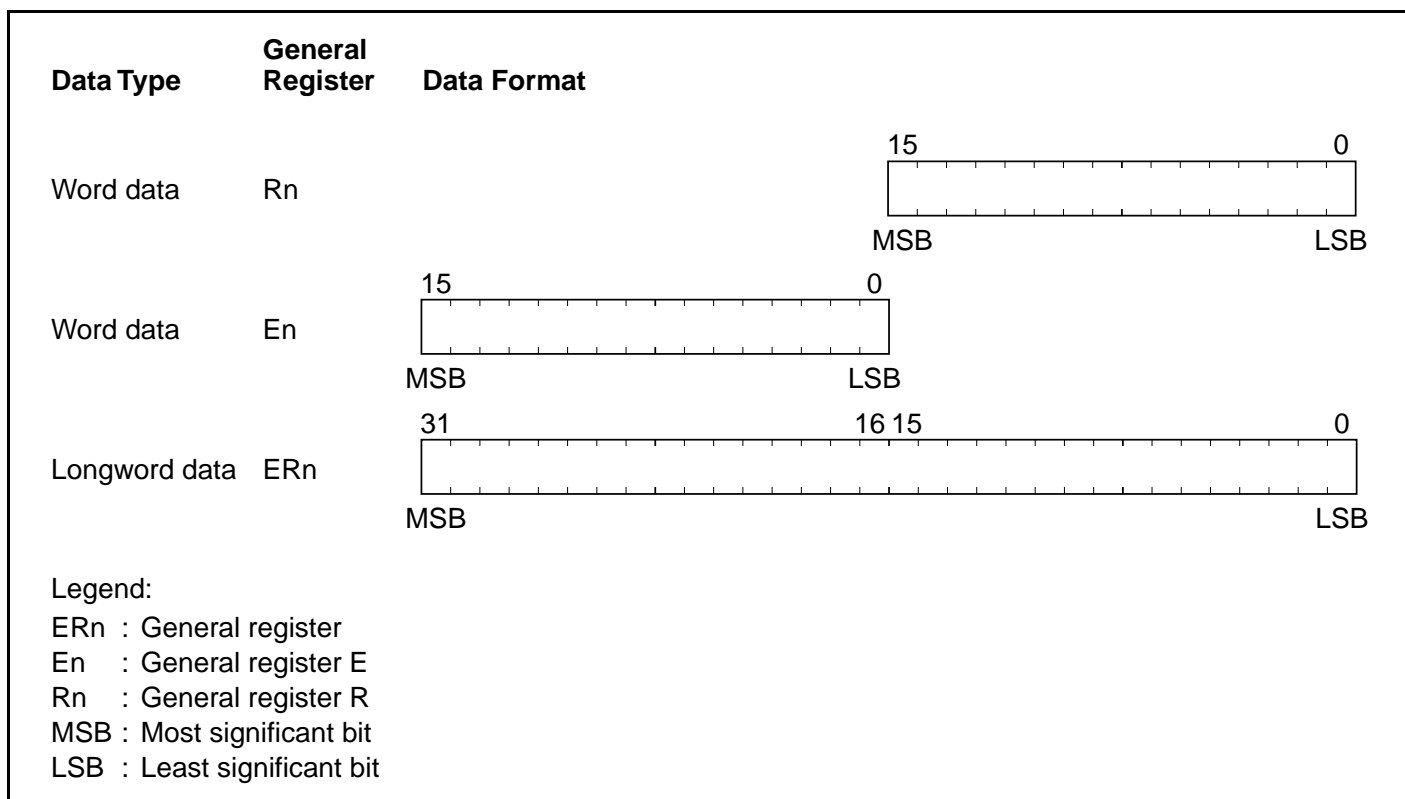 General
Data Type Register Data Format
15 0
Word data Rn
MSB LSB
15 0
Word data En
MSB LSB
31 16 15 0
Longword data ERn
MSB LSB
Legend:
ERn : General register
En : General register E
Rn : General register R
MSB : Most significant bit
LSB : Least significant bit